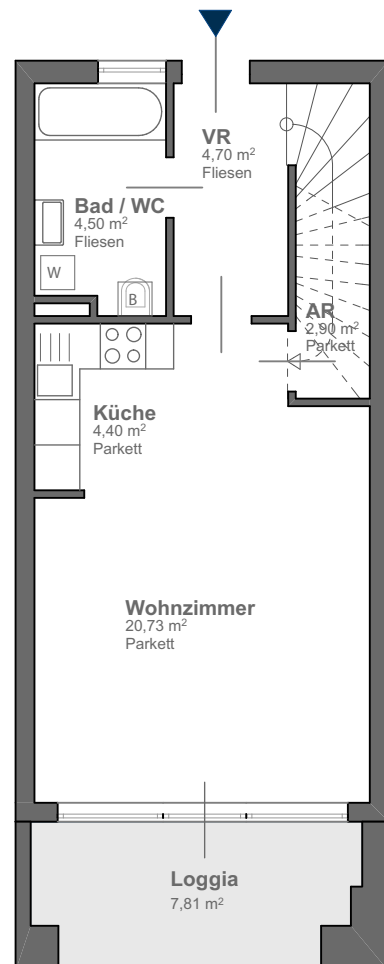 VR
4,70 m²
Fliesen
Bad / WC
4,50 m²
Fliesen
W
B
AR
2,90 m²
Parkett
Küche
4,40 m²
Parkett
Wohnzimmer
20,73 m²
Parkett
Loggia
7,81 m²